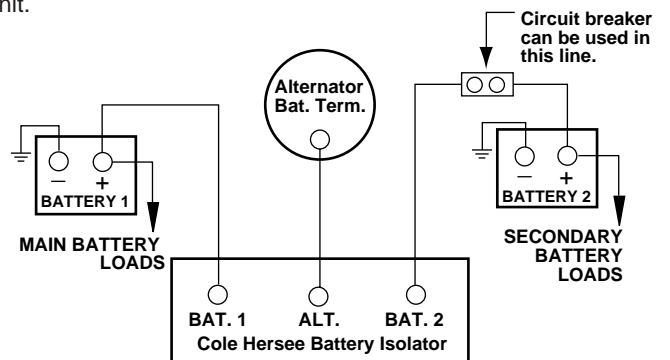 nit.
Circuit breaker
can be used in
this line.
Alternator
Bat. Term.
– +
BATTERY 1
– +
BATTERY 2
MAIN BATTERY
LOADS
SECONDARY
BATTERY
LOADS
BAT. 1 ALT. BAT. 2
Cole Hersee Battery Isolator